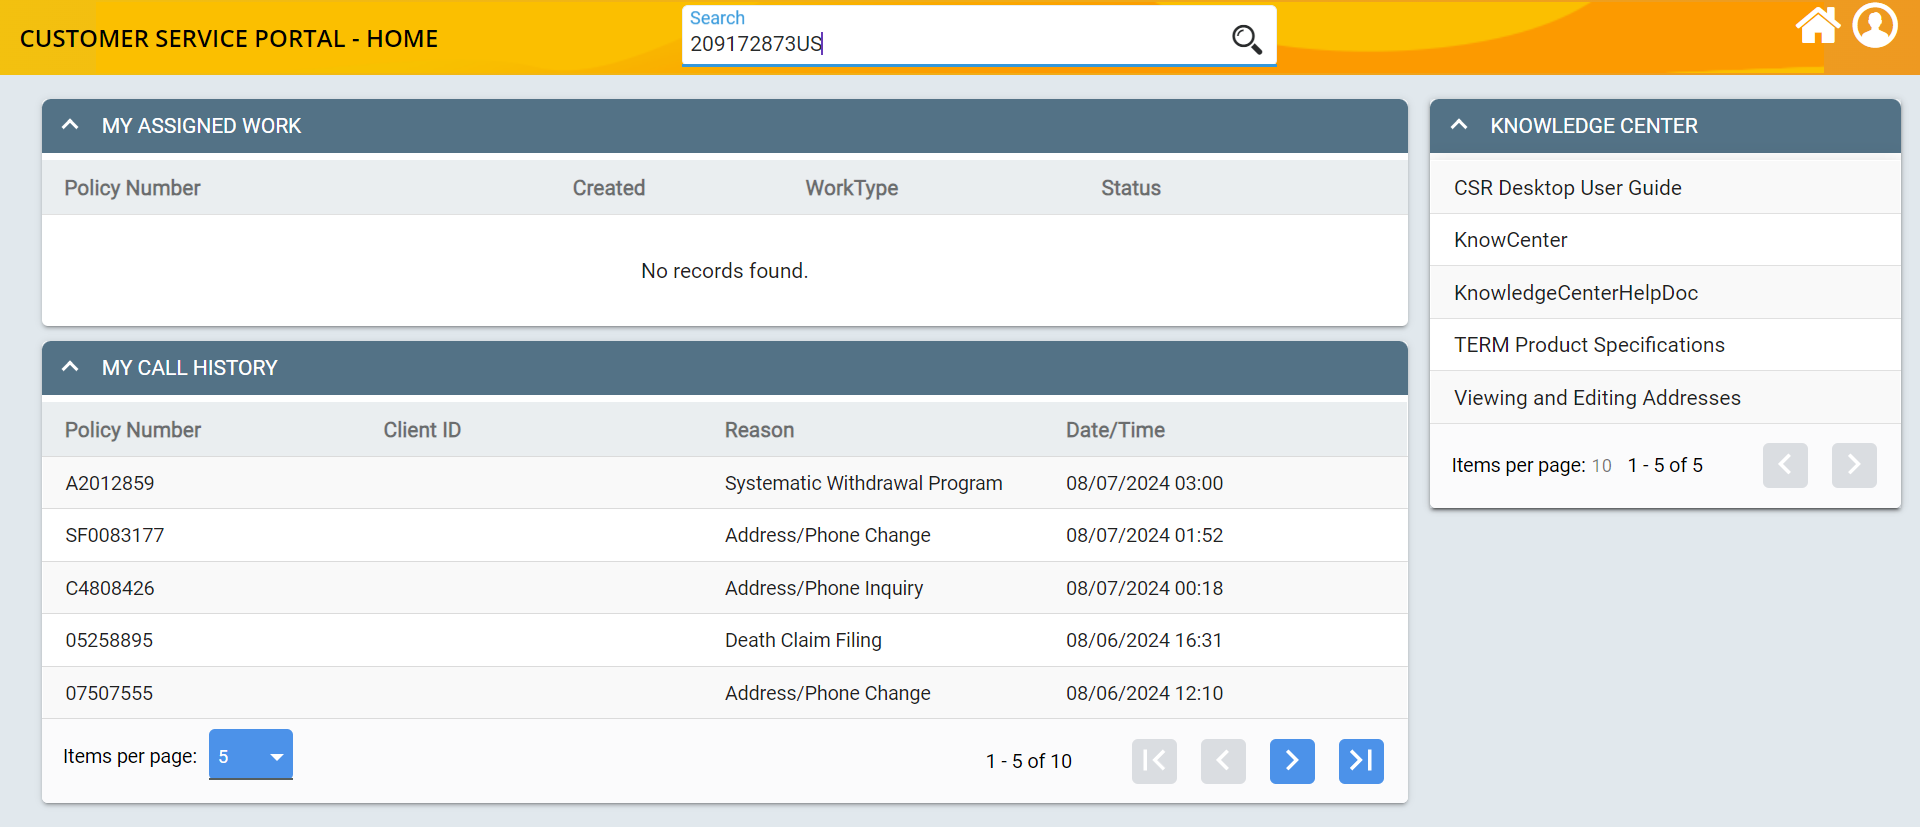 CUSTOMER SERVICE PORTAL - HOME
Search
209172873US
MY ASSIGNED WORK
Policy Number Created WorkType Status
No records found.
MY CALL HISTORY
Policy Number Client ID Reason Date/Time
A2012859 Systematic Withdrawal Program 08/07/2024 03:00
SF0083177 Address/Phone Change 08/07/2024 01:52
C4808426 Address/Phone Inquiry 08/07/2024 00:18
05258895 Death Claim Filing 08/06/2024 16:31
07507555 Address/Phone Change 08/06/2024 12:10
Items per page: 5 1 - 5 of 10
KNOWLEDGE CENTER
CSR Desktop User Guide
KnowCenter
KnowledgeCenterHelpDoc
TERM Product Specifications
Viewing and Editing Addresses
Items per page: 10 1 - 5 of 5